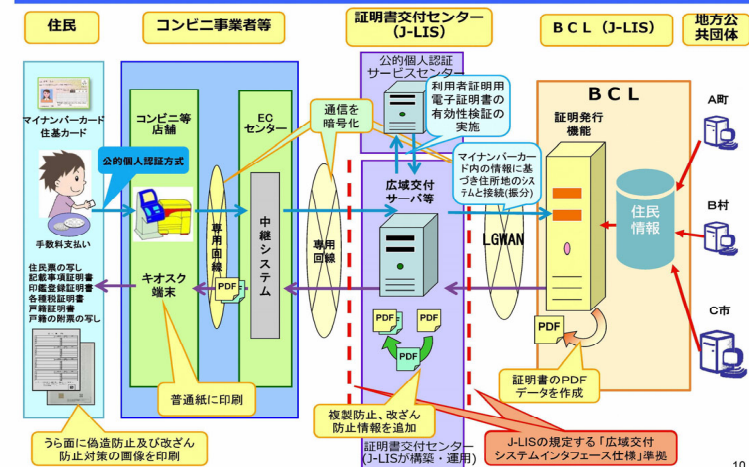 住民
コンビニ事業者等
証明書交付センター
(J-LIS)
BCL(J-LIS)
地方公
共団体
マイナンバーカード
住基カード
公的個人認証方式
手数料支払い
住民票の写し
記載事項証明書
印鑑登録証明書
各種税証明書
戸籍証明書
戸籍の附票の写し
うら面に偽造防止及び改ざん
防止対策の画像を印刷
コンビニ等
店舗
キオスク
端末
普通紙に印刷
専用回線
PDF
ECセンター
中継システム
通信を
暗号化
専用
回線
公的個人認証
サービスセンター
利用者証明用
電子証明書の
有効性検証の
実施
広域交付
サーバ等
PDF
PDF
PDF
複製防止、改ざん
防止情報を追加
証明書交付センター
(J-LISが構築・運用)
マイナンバーカー
ド内の情報に基
づき住所地のシス
テムと接続(振分)
LGWAN
J-LISの規定する「広域交付
システムインタフェース仕様」準拠
BCL
証明発行
機能
住民
情報
PDF
証明書のPDF
データを作成
A町
B村
C市
10